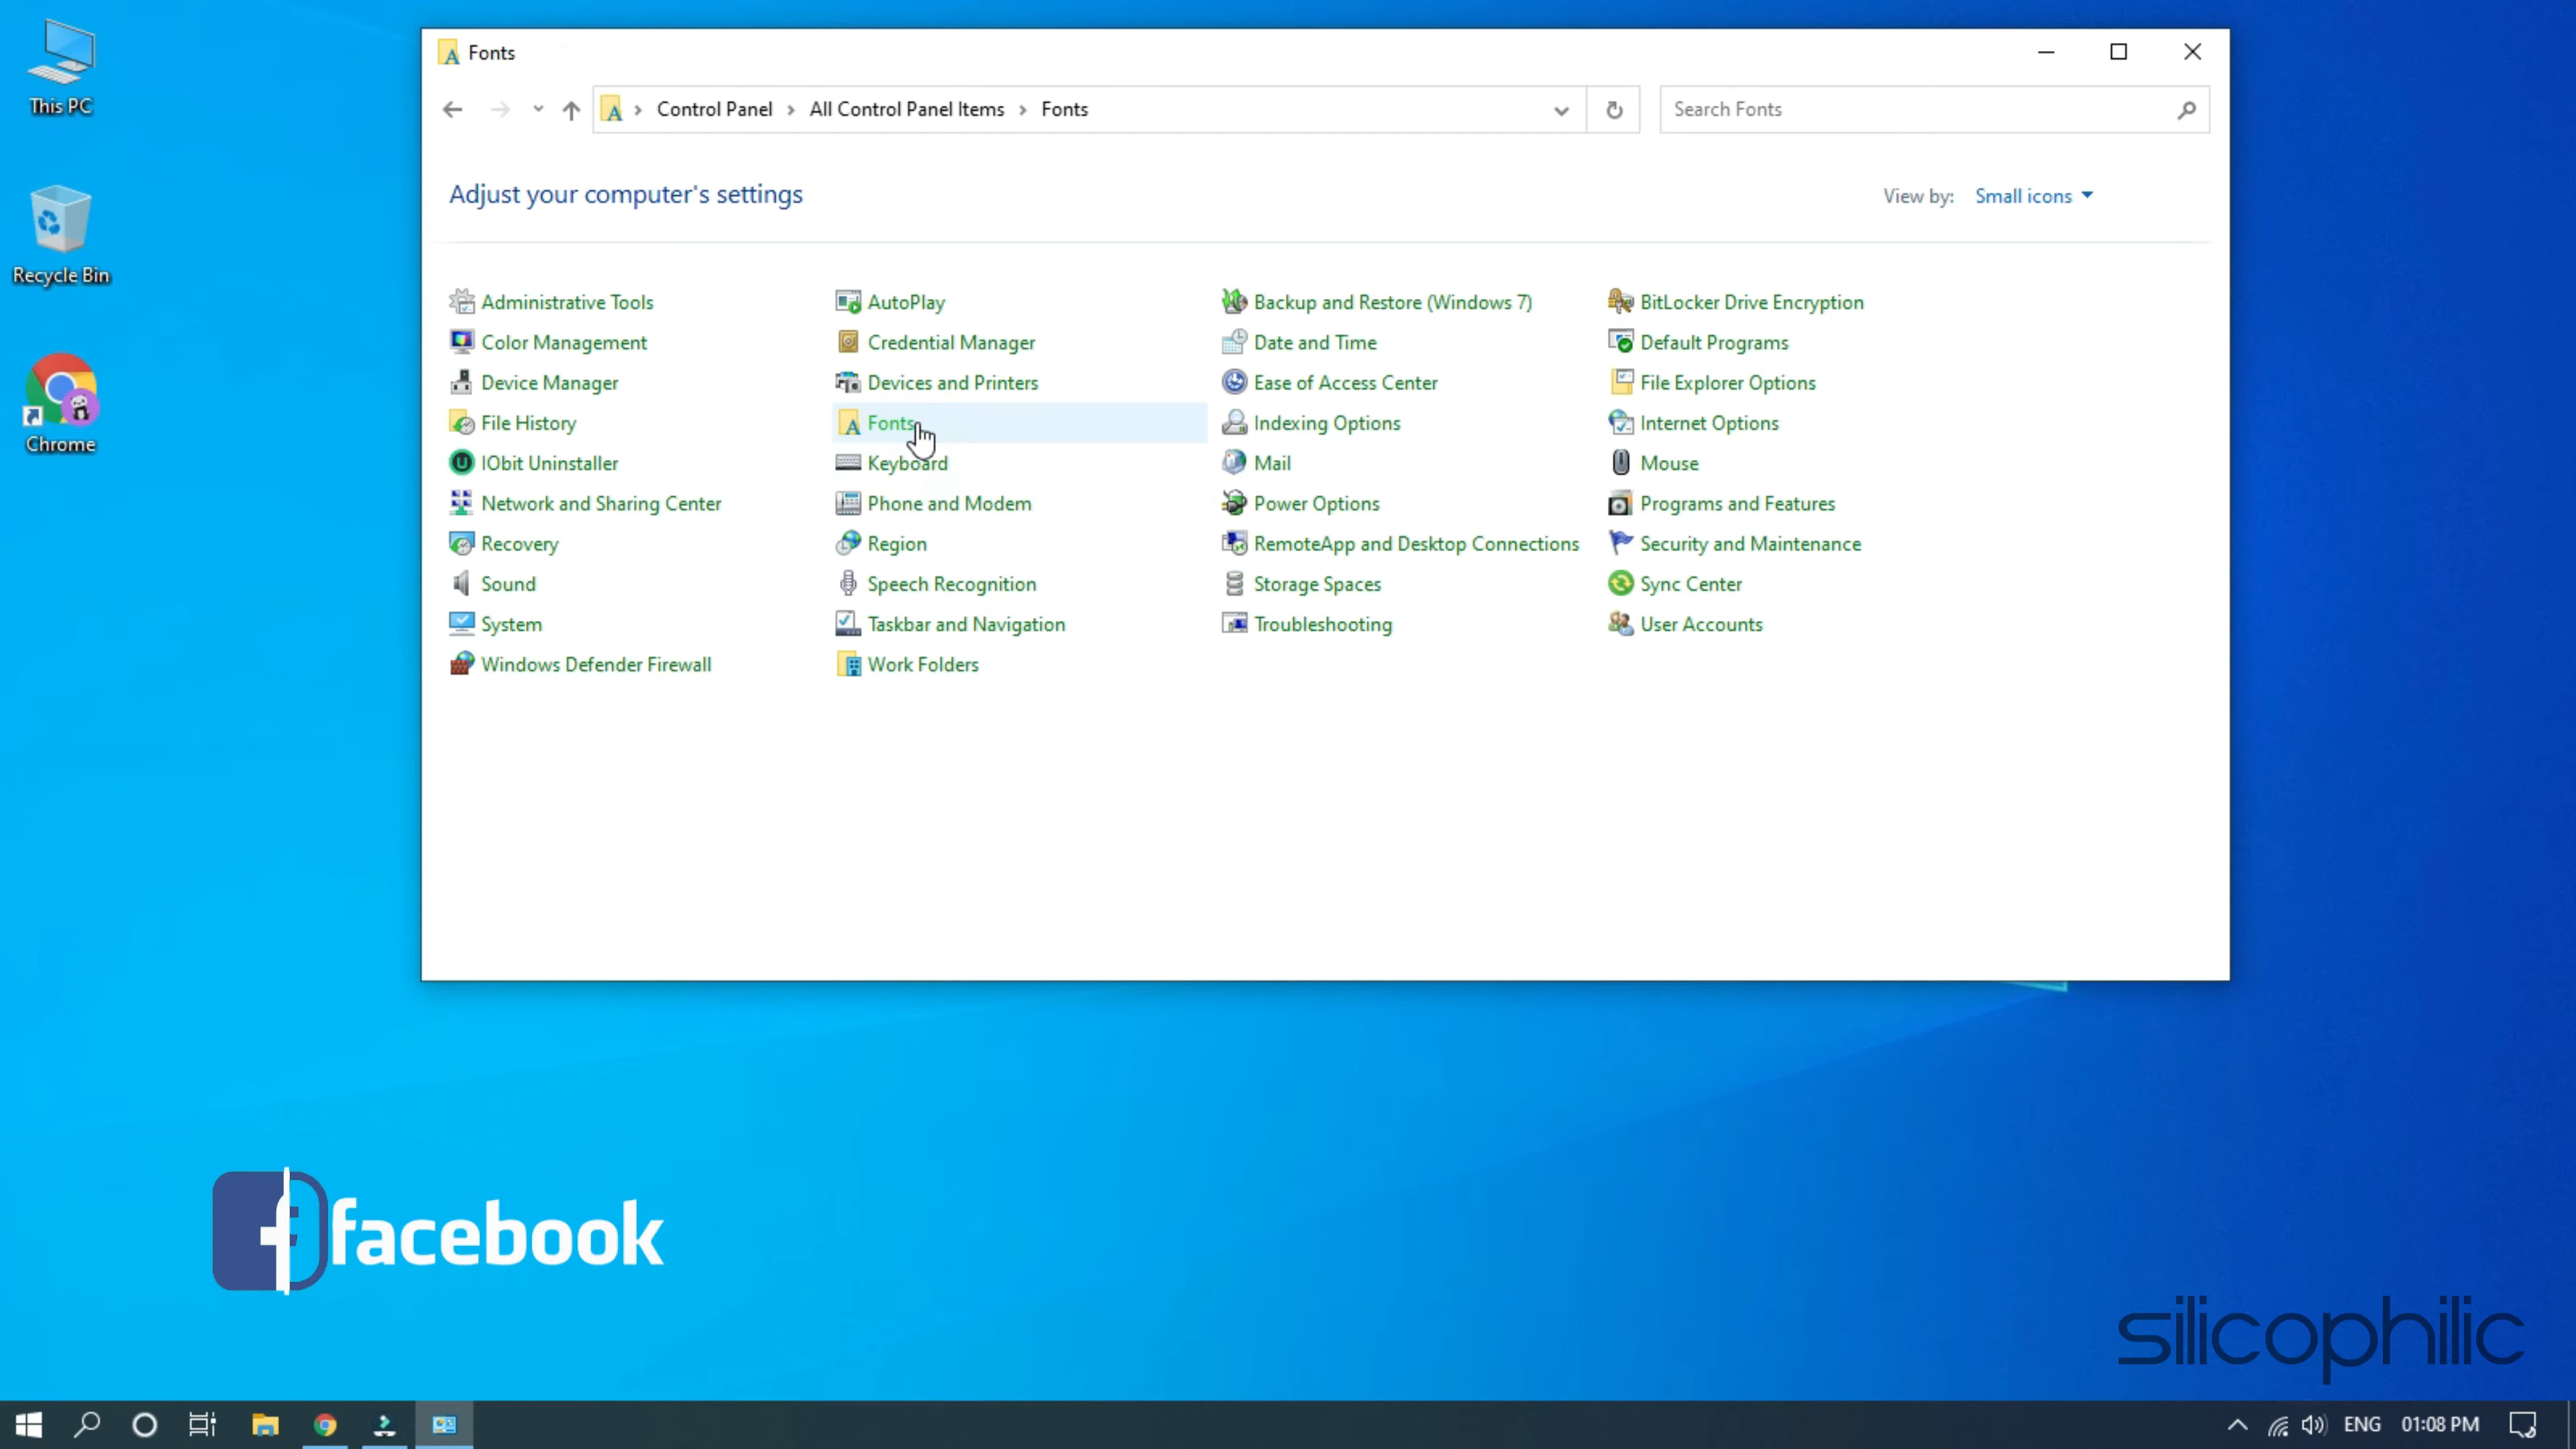 This PC
Recycle Bin
Chrome
Fonts
Control Panel > All Control Panel Items > Fonts
Search Fonts
Adjust your computer's settings
View by: Small icons
Administrative Tools
AutoPlay
Backup and Restore (Windows 7)
BitLocker Drive Encryption
Color Management
Credential Manager
Date and Time
Default Programs
Device Manager
Devices and Printers
Ease of Access Center
File Explorer Options
File History
Fonts
Indexing Options
Internet Options
IObit Uninstaller
Keyboard
Mail
Mouse
Network and Sharing Center
Phone and Modem
Power Options
Programs and Features
Recovery
Region
RemoteApp and Desktop Connections
Security and Maintenance
Sound
Speech Recognition
Storage Spaces
Sync Center
System
Taskbar and Navigation
Troubleshooting
User Accounts
Windows Defender Firewall
Work Folders
facebook
silicophilic
ENG 01:08 PM